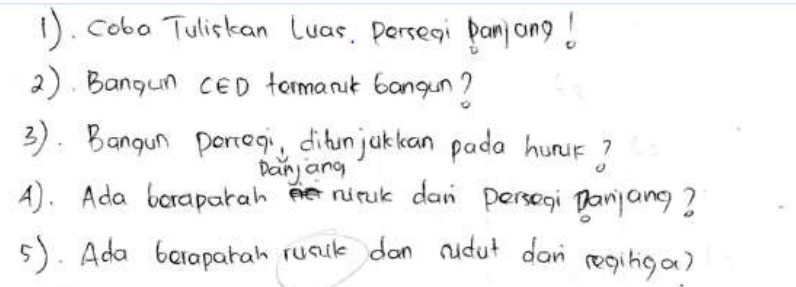 1). Coba Tuliskan Luas. Persegi panjang!
2). Bangun CED termasuk bangun?
3). Bangun persegi, ditunjukkan pada huruf?
panjang
4). Ada berapakah rusuk dari persegi Panjang?
5). Ada berapakah rusuk dan sudut dari segitiga?